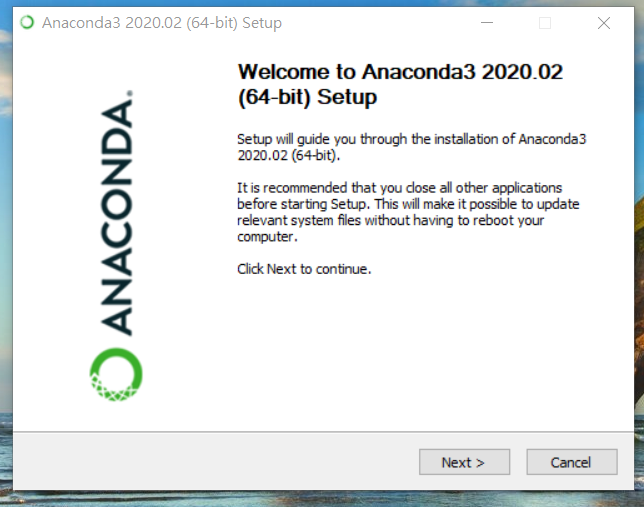 Anaconda3 2020.02 (64-bit) Setup
ANACONDA.
Welcome to Anaconda3 2020.02
(64-bit) Setup
Setup will guide you through the installation of Anaconda3
2020.02 (64-bit).
It is recommended that you close all other applications
before starting Setup. This will make it possible to update
relevant system files without having to reboot your
computer.
Click Next to continue.
Next >
Cancel